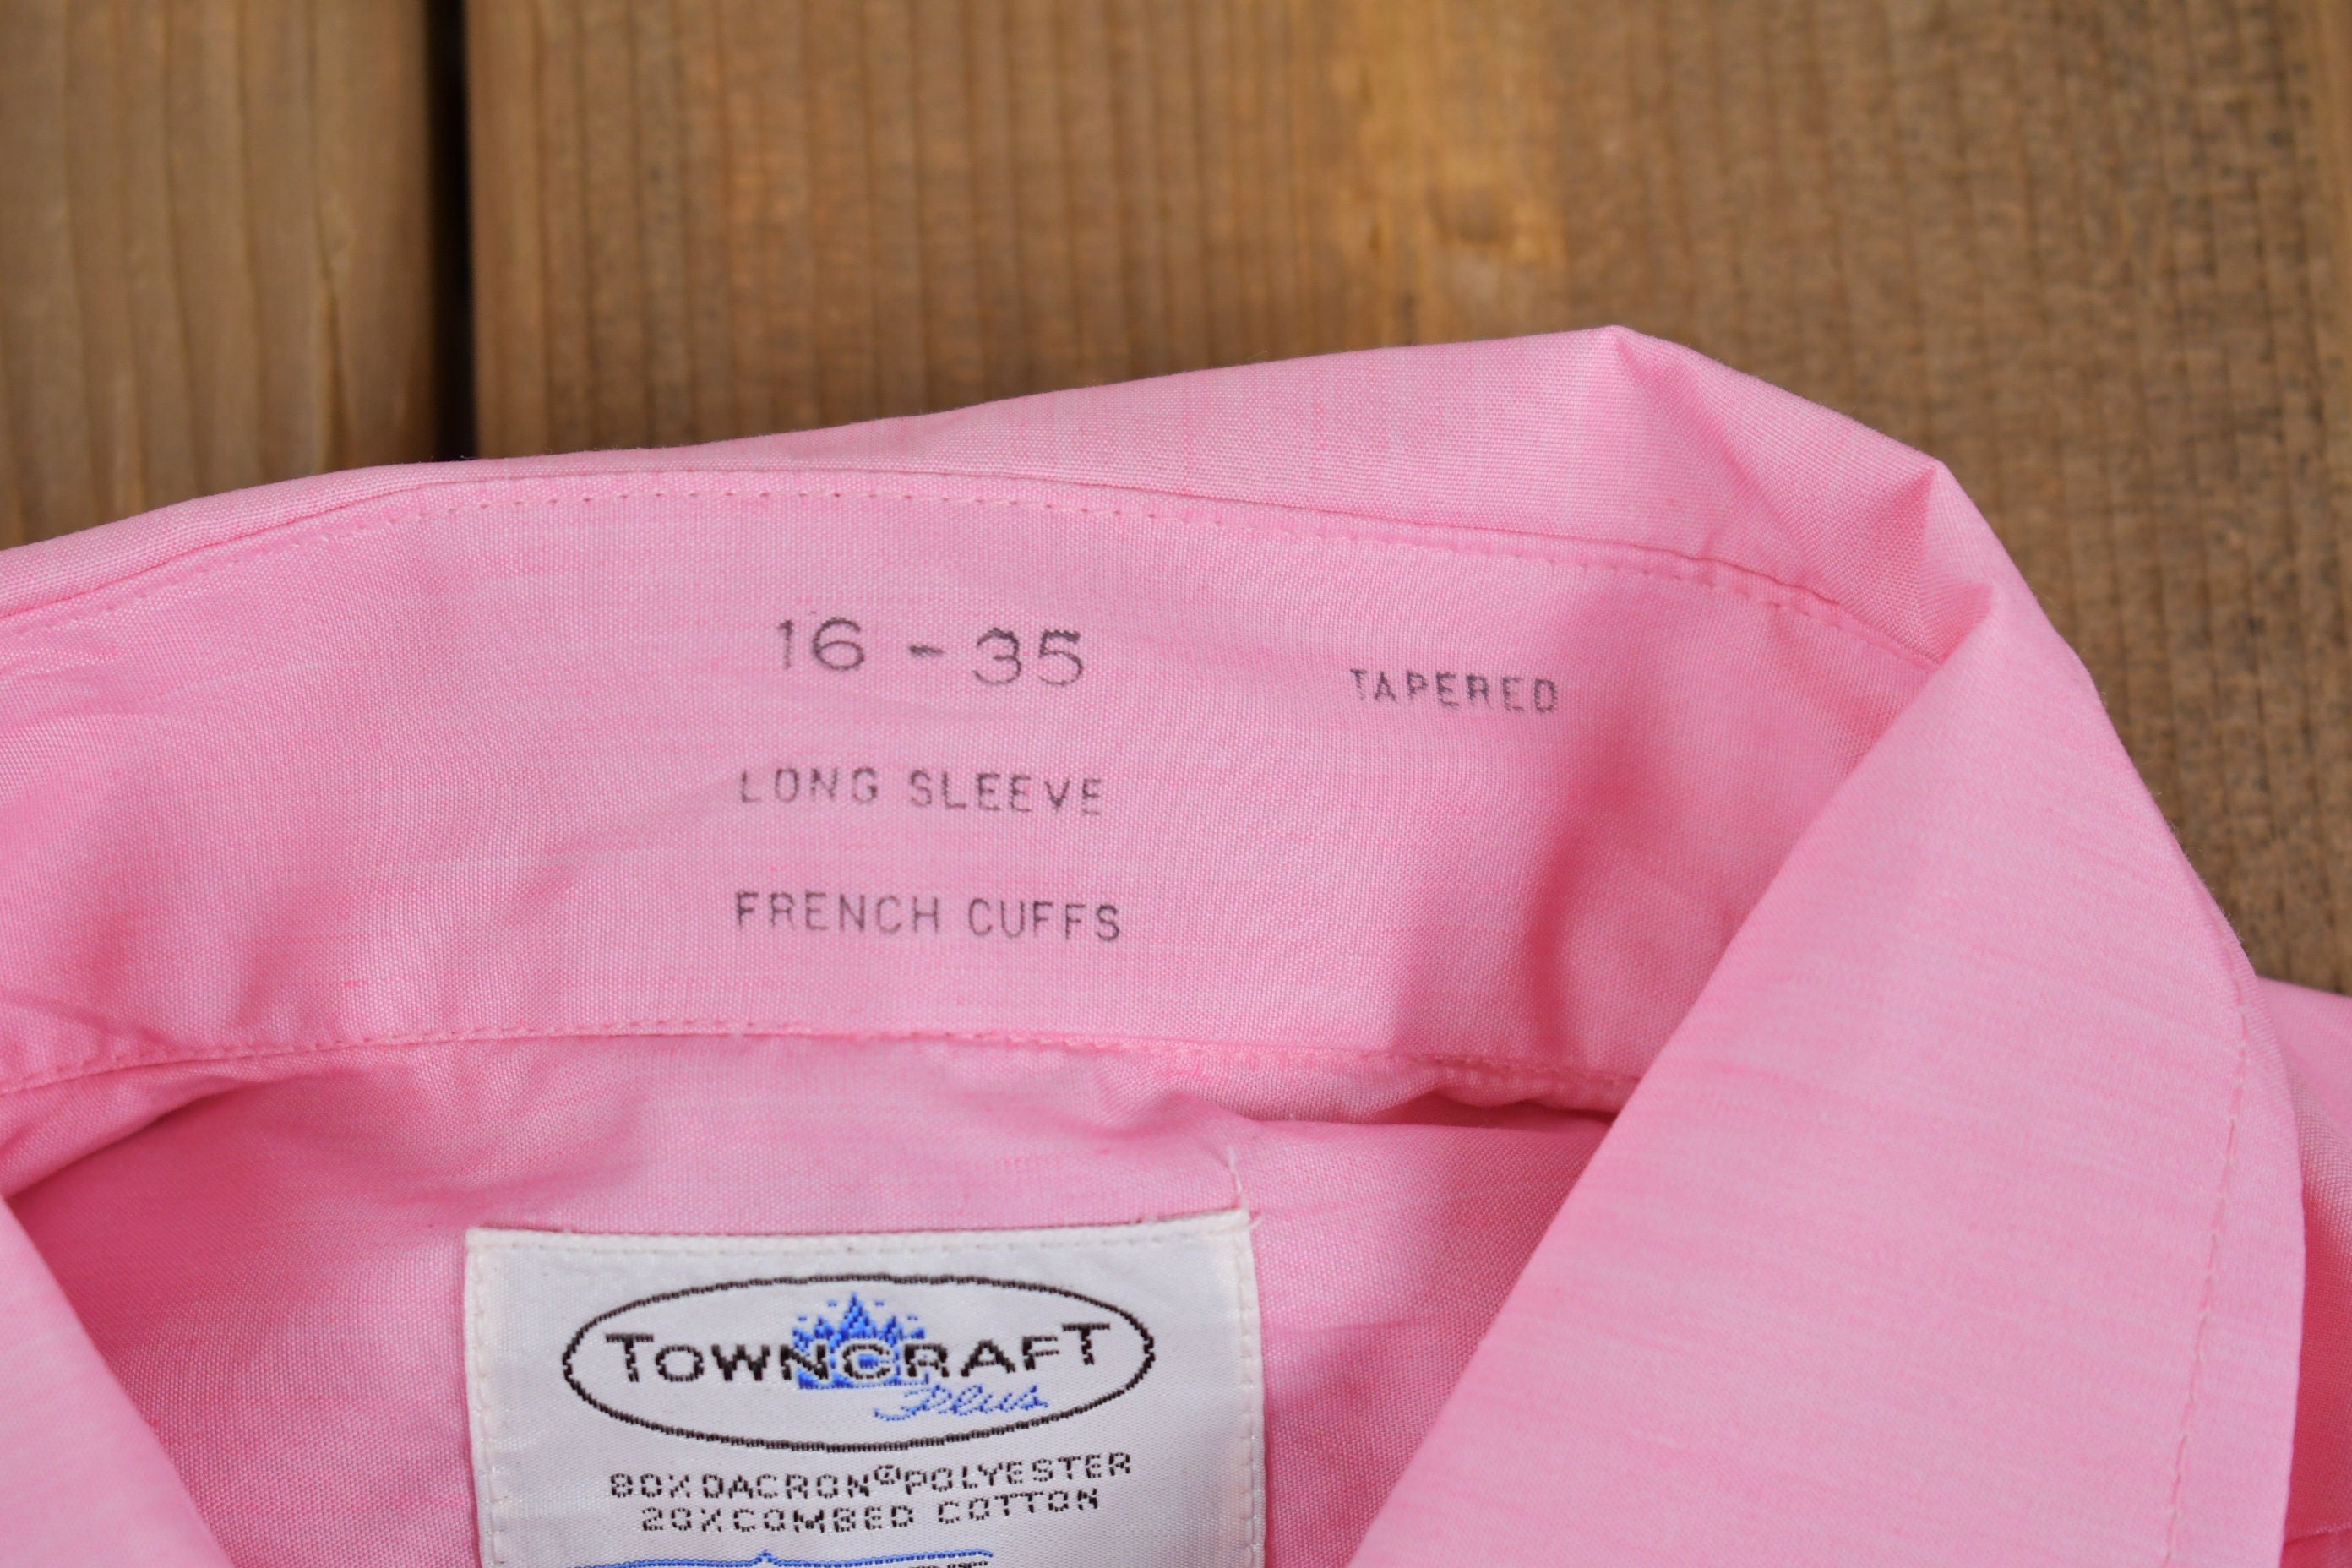 16 - 35
TAPERED
LONG SLEEVE
FRENCH CUFFS
TOWNCRAFT
Plus
80% DACRON® POLYESTER
20% COMBED COTTON